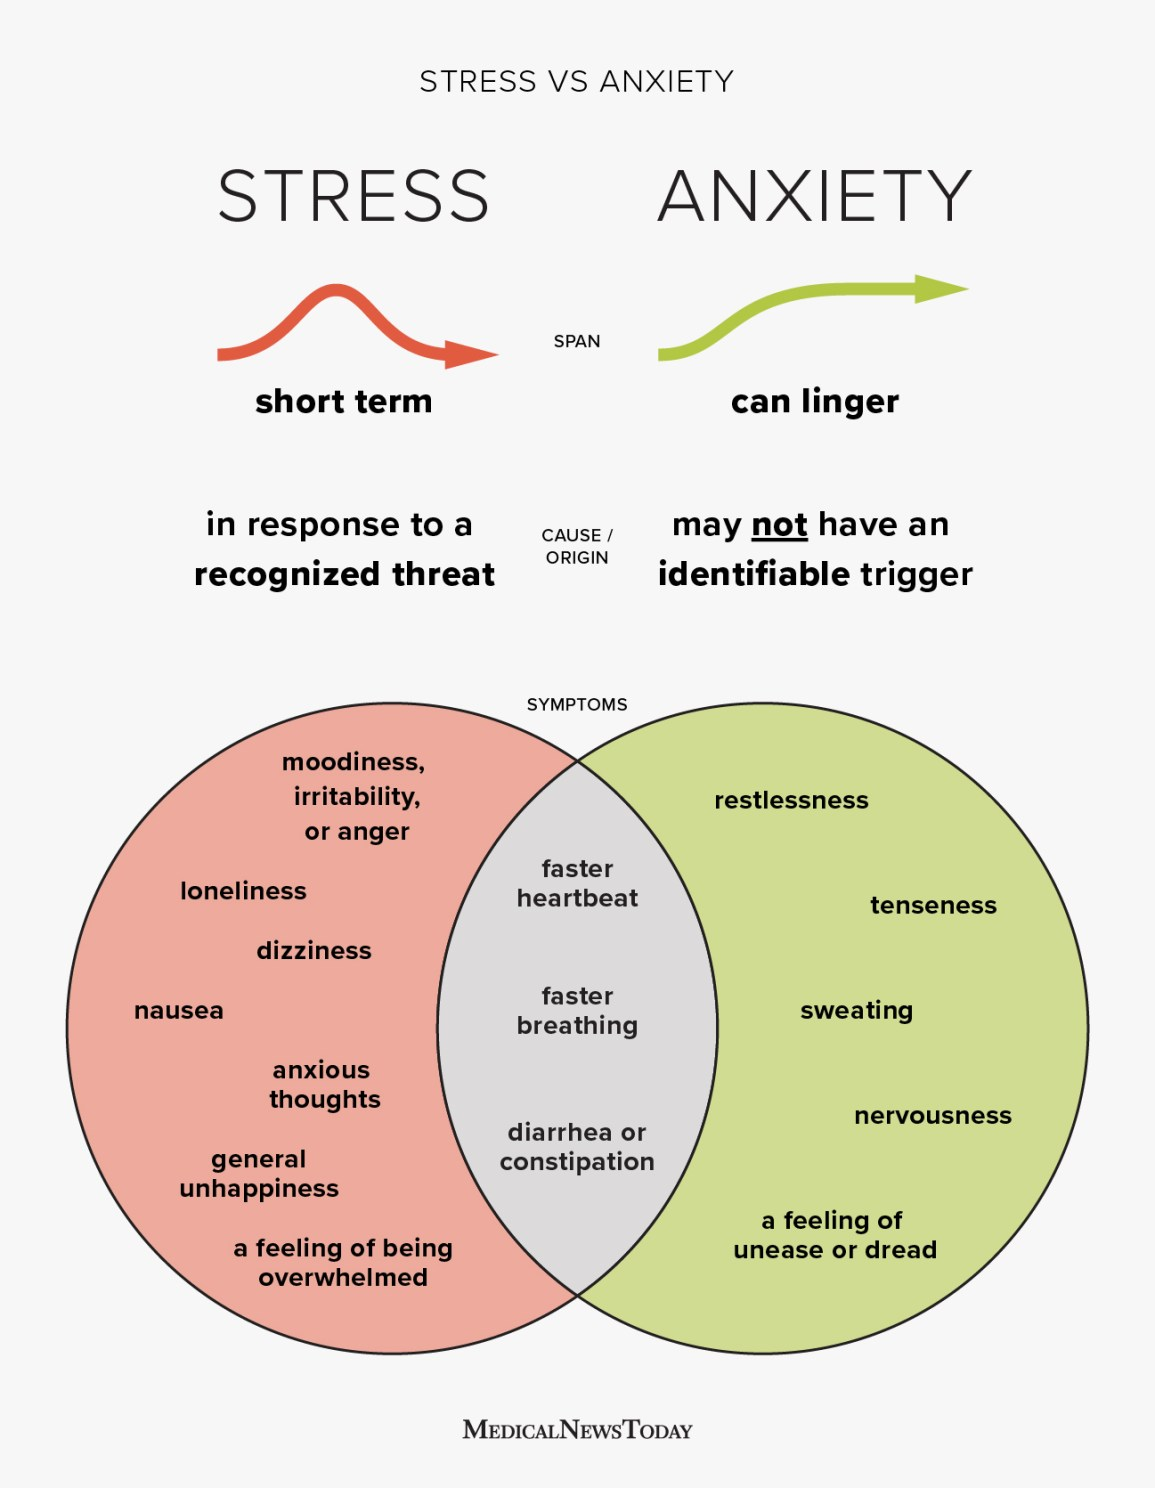 STRESS VS ANXIETY
STRESS
ANXIETY
SPAN
short term
can linger
in response to a
recognized threat
CAUSE /
ORIGIN
may not have an
identifiable trigger
SYMPTOMS
moodiness,
irritability,
or anger
loneliness
dizziness
nausea
anxious
thoughts
general
unhappiness
a feeling of being
overwhelmed
faster
heartbeat
faster
breathing
diarrhea or
constipation
restlessness
tenseness
sweating
nervousness
a feeling of
unease or dread
MEDICALNEWSTODAY